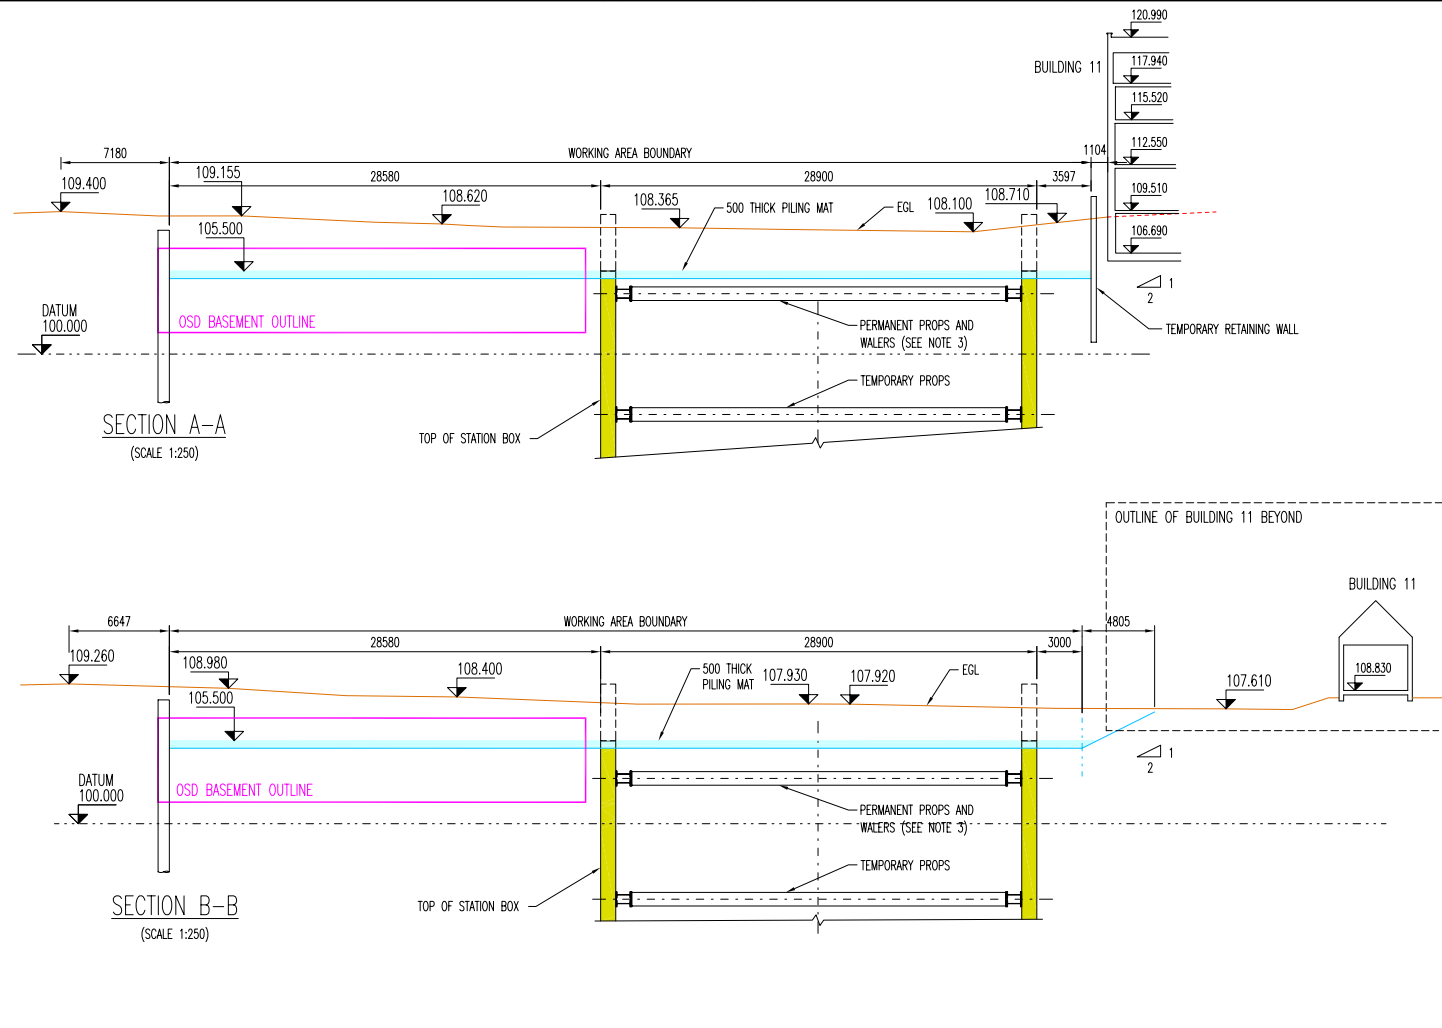 120.990
BUILDING 11
117.940
115.520
112.550
109.510
106.690
7180
WORKING AREA BOUNDARY
1104
109.400
109.155
28580
28900
3597
108.620
108.365
500 THICK PILING MAT
EGL
108.100
108.710
105.500
DATUM
100.000
OSD BASEMENT OUTLINE
PERMANENT PROPS AND
WALERS (SEE NOTE 3)
1
2
TEMPORARY RETAINING WALL
TEMPORARY PROPS
TOP OF STATION BOX
SECTION A-A
(SCALE 1:250)
OUTLINE OF BUILDING 11 BEYOND
BUILDING 11
6647
WORKING AREA BOUNDARY
4805
109.260
108.980
28580
28900
3000
108.400
500 THICK
PILING MAT
107.930
107.920
EGL
107.610
108.830
105.500
DATUM
100.000
OSD BASEMENT OUTLINE
PERMANENT PROPS AND
WALERS (SEE NOTE 3)
1
2
TEMPORARY PROPS
TOP OF STATION BOX
SECTION B-B
(SCALE 1:250)